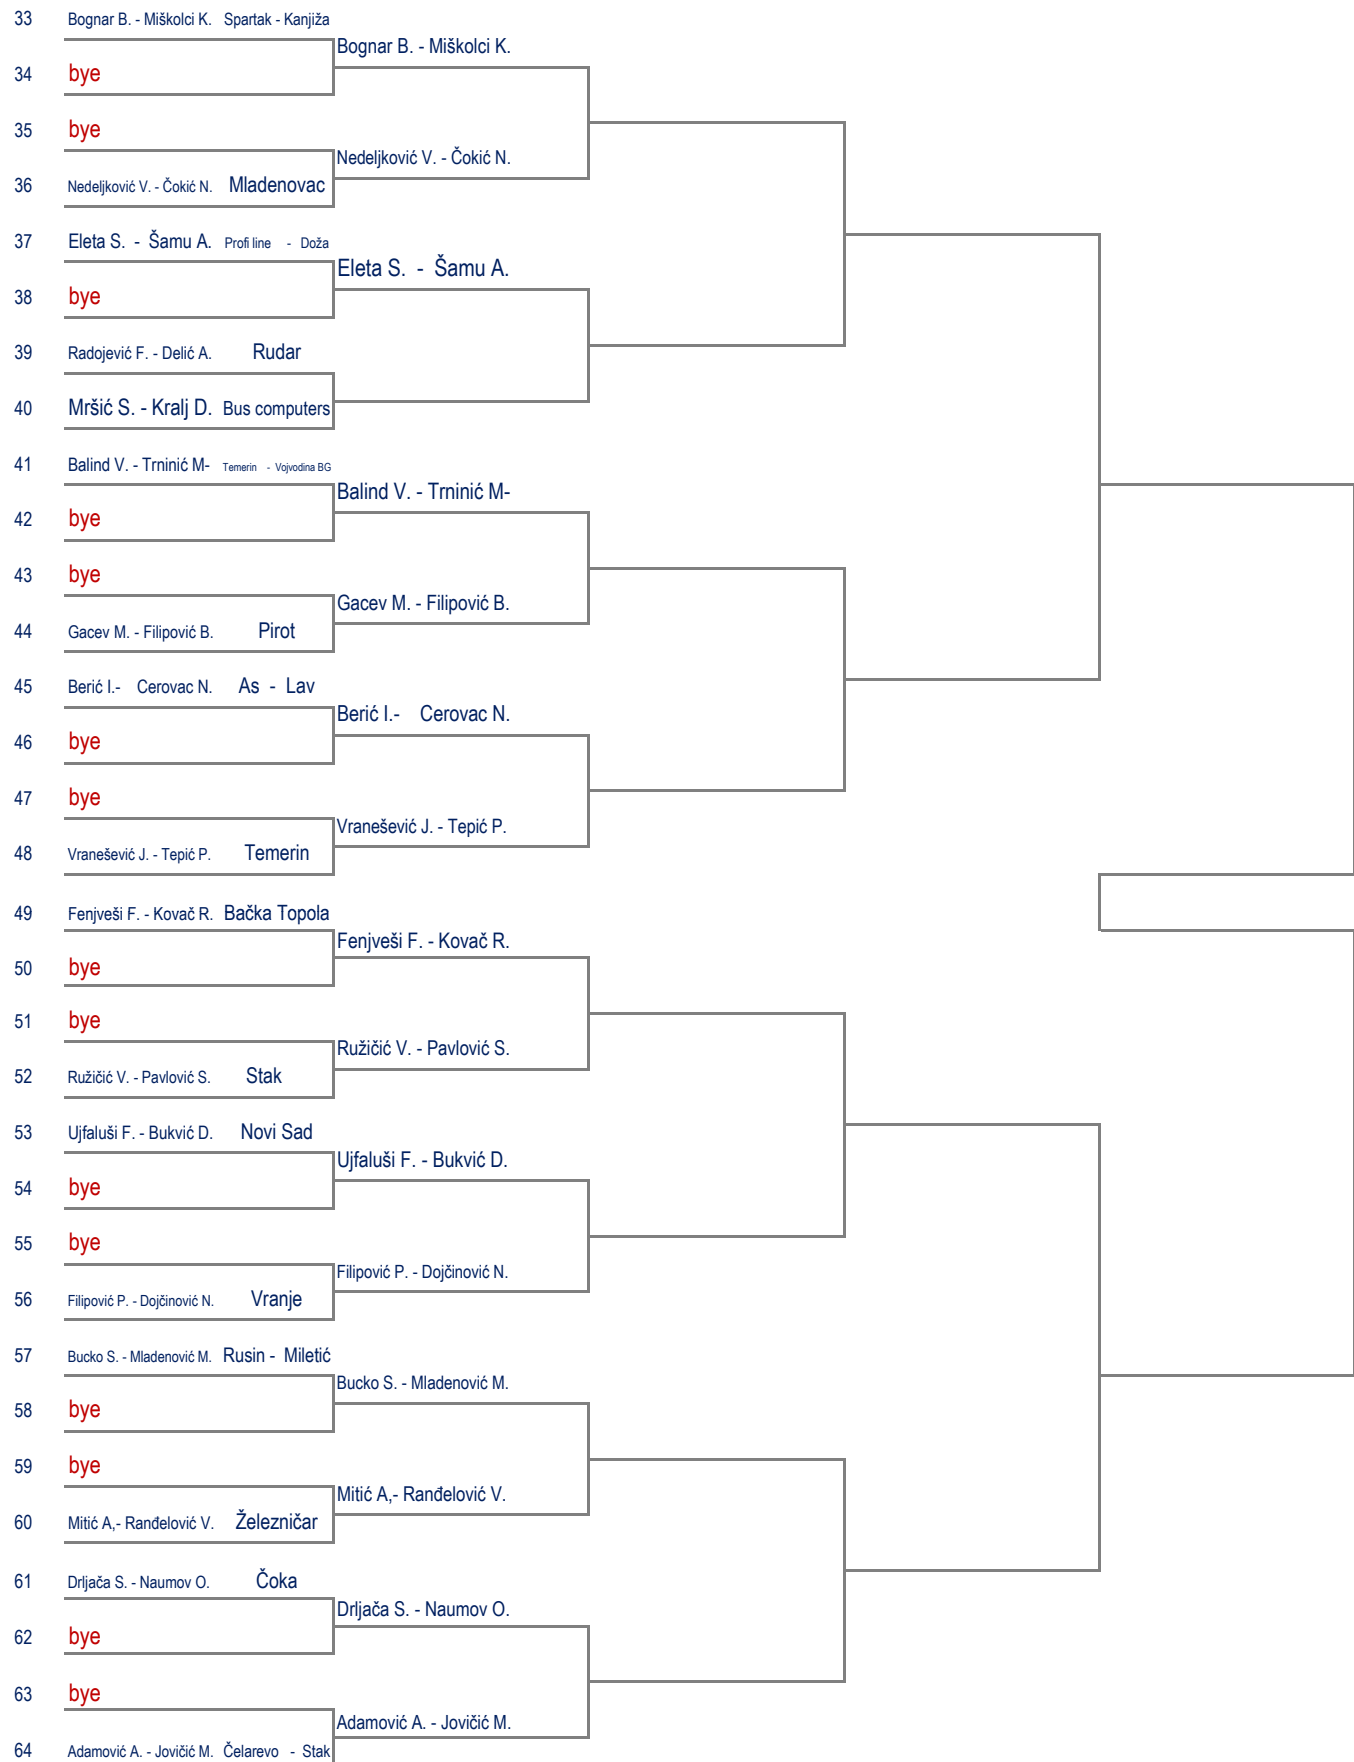 33 Bognar B. - Miškolci K. Spartak - Kanjiža
Bognar B. - Miškolci K.
34 bye
35 bye
Nedeljković V. - Čokić N.
36 Nedeljković V. - Čokić N. Mladenovac
37 Eleta S. - Šamu A. Profi line - Doža
Eleta S. - Šamu A.
38 bye
39 Radojević F. - Delić A. Rudar
40 Mršić S. - Kralj D. Bus computers
41 Balind V. - Trninić M- Temerin - Vojvodina BG
Balind V. - Trninić M-
42 bye
43 bye
Gacev M. - Filipović B.
44 Gacev M. - Filipović B. Pirot
45 Berić I.- Cerovac N. As - Lav
Berić I.- Cerovac N.
46 bye
47 bye
Vranešević J. - Tepić P.
48 Vranešević J. - Tepić P. Temerin
49 Fenjveši F. - Kovač R. Bačka Topola
Fenjveši F. - Kovač R.
50 bye
51 bye
Ružičić V. - Pavlović S.
52 Ružičić V. - Pavlović S. Stak
53 Ujfaluši F. - Bukvić D. Novi Sad
Ujfaluši F. - Bukvić D.
54 bye
55 bye
Filipović P. - Dojčinović N.
56 Filipović P. - Dojčinović N. Vranje
57 Bucko S. - Mladenović M. Rusin - Miletić
Bucko S. - Mladenović M.
58 bye
59 bye
Mitić A,- Ranđelović V.
60 Mitić A,- Ranđelović V. Železničar
61 Drljača S. - Naumov O. Čoka
Drljača S. - Naumov O.
62 bye
63 bye
Adamović A. - Jovičić M.
64 Adamović A. - Jovičić M. Čelarevo - Stak